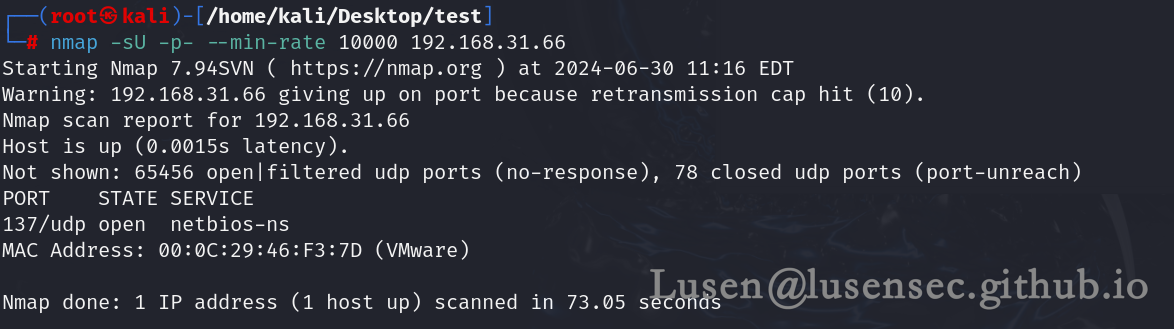 ┌──(root㉿kali)-[/home/kali/Desktop/test]
└─# nmap -sU -p- --min-rate 10000 192.168.31.66
Starting Nmap 7.94SVN ( https://nmap.org ) at 2024-06-30 11:16 EDT
Warning: 192.168.31.66 giving up on port because retransmission cap hit (10).
Nmap scan report for 192.168.31.66
Host is up (0.0015s latency).
Not shown: 65456 open|filtered udp ports (no-response), 78 closed udp ports (port-unreach)
PORT    STATE SERVICE
137/udp open  netbios-ns
MAC Address: 00:0C:29:46:F3:7D (VMware)
Nmap done: 1 IP address (1 host up) scanned in 73.05 seconds
Lusen@lusensec.github.io